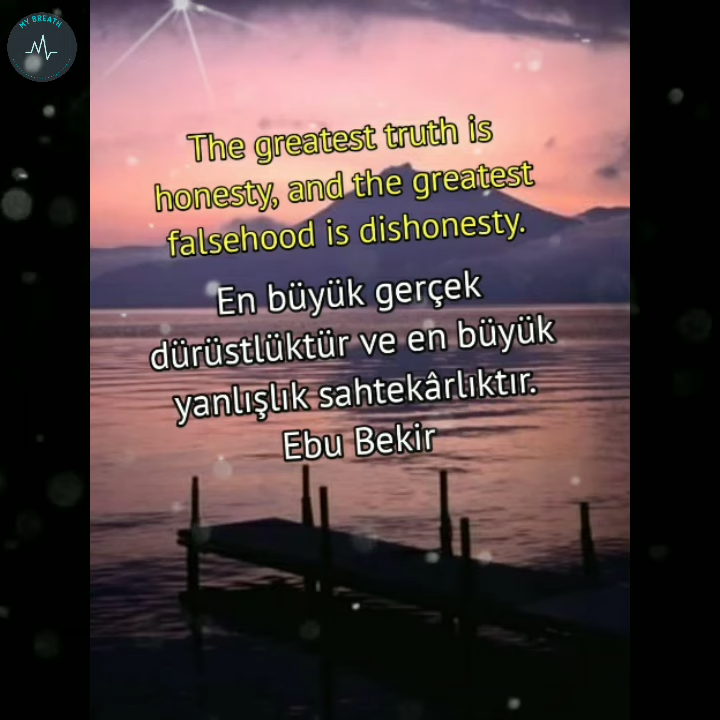 MY BREATH
The greatest truth is
honesty, and the greatest
falsehood is dishonesty.
En büyük gerçek
dürüstlüktür ve en büyük
yanlışlık sahtekârlıktır.
Ebu Bekir